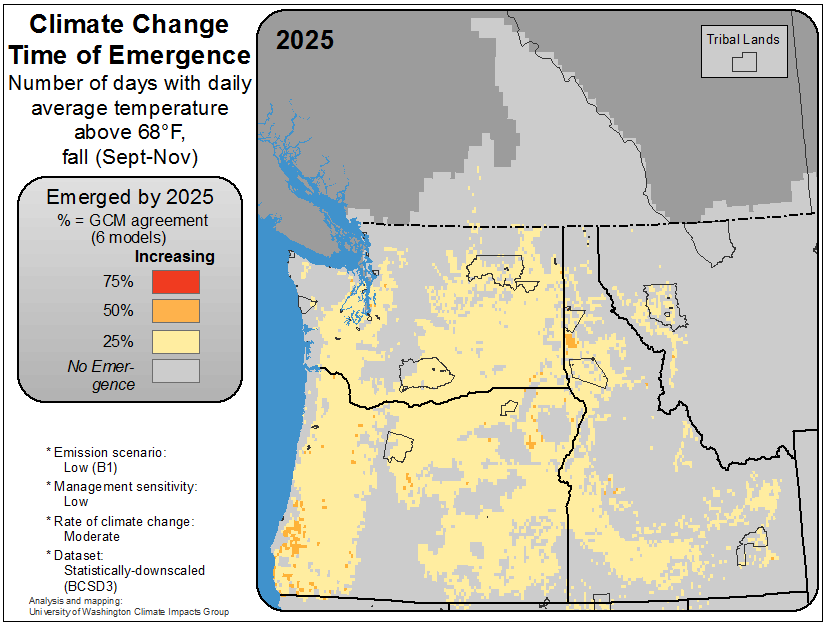 Climate Change
Time of Emergence
Number of days with daily
average temperature
above 68°F,
fall (Sept-Nov)
Emerged by 2025
% = GCM agreement
(6 models)
Increasing
75%
50%
25%
No Emer-
gence
* Emission scenario:
Low (B1)
* Management sensitivity:
Low
* Rate of climate change:
Moderate
* Dataset:
Statistically-downscaled
(BCSD3)
Analysis and mapping:
University of Washington Climate Impacts Group
2025
Tribal Lands